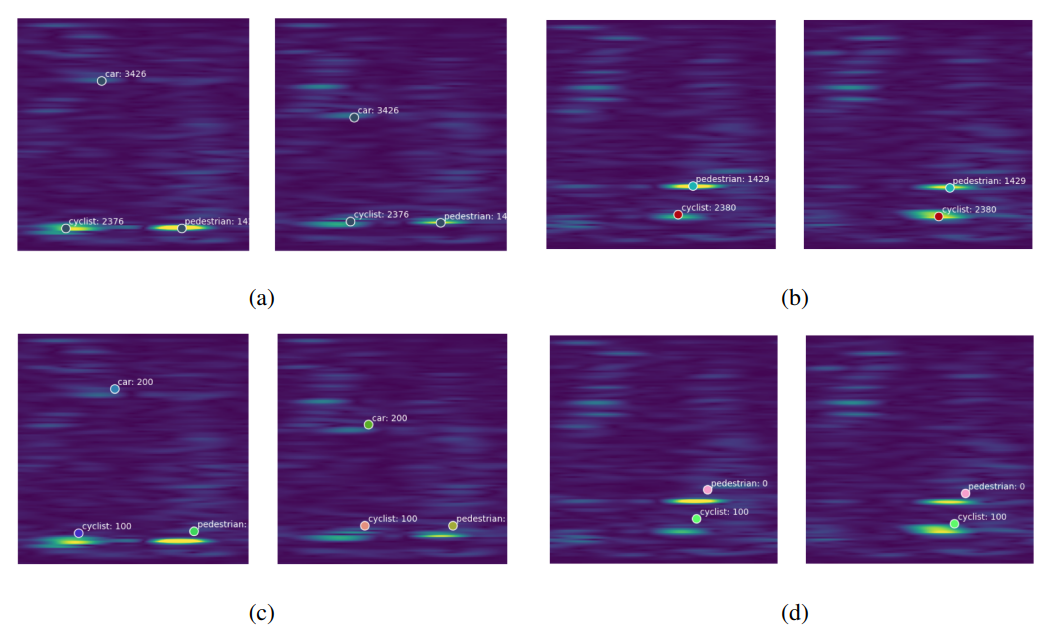 car: 3426
cyclist: 2376
pedestrian: 14
car: 3426
cyclist: 2376
pedestrian: 14
pedestrian: 1429
cyclist: 2380
pedestrian: 1429
cyclist: 2380
(a)
(b)
car: 200
cyclist: 100
pedestrian:
car: 200
cyclist: 100
pedestrian:
pedestrian: 0
cyclist: 100
pedestrian: 0
cyclist: 100
(c)
(d)